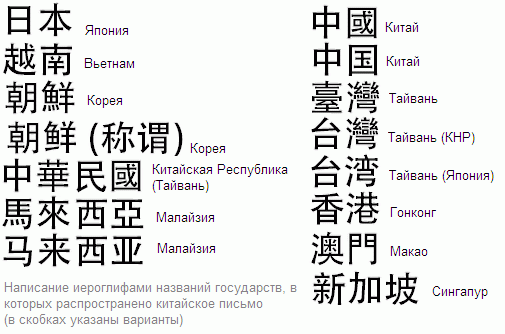 日本 Япония
越南 Вьетнам
朝鮮 Корея
朝鲜 (称谓) Корея
中華民國 Китайская Республика
(Тайвань)
馬來西亞 Малайзия
马来西亚 Малайзия
Написание иероглифами названий государств, в
которых распространено китайское письмо
(в скобках указаны варианты)
中國 Китай
中国 Китай
臺灣 Тайвань
台灣 Тайвань (КНР)
台湾 Тайвань (Япония)
香港 Гонконг
澳門 Макао
新加坡 Сингапур